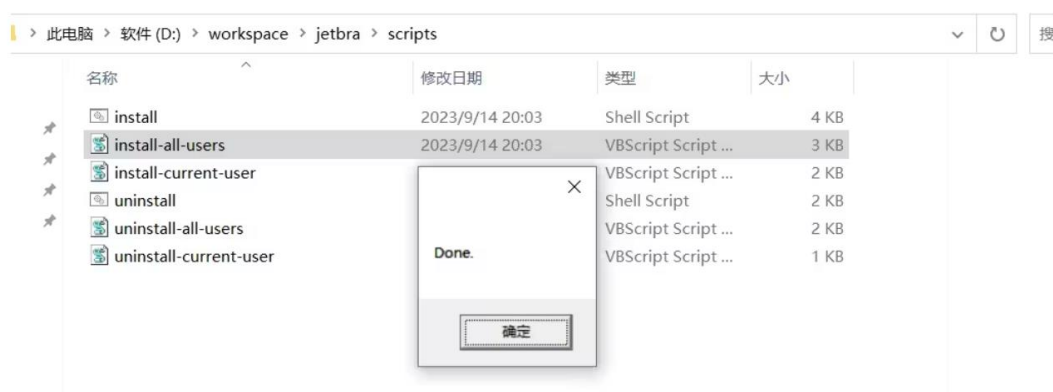 此电脑 > 软件 (D:) > workspace > jetbra > scripts
搜
名称 修改日期 类型 大小
install 2023/9/14 20:03 Shell Script 4 KB
install-all-users 2023/9/14 20:03 VBScript Script ... 3 KB
install-current-user VBScript Script ... 2 KB
uninstall Shell Script 2 KB
uninstall-all-users VBScript Script ... 2 KB
uninstall-current-user VBScript Script ... 1 KB
Done.
确定